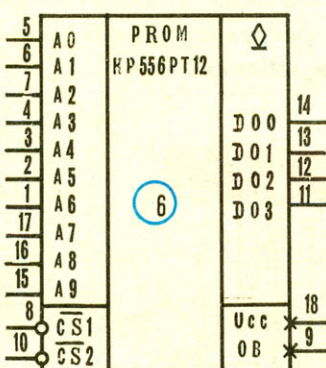 PROM
КР556РТ12
5 A0
6 A1
7 A2
4 A3
3 A4
2 A5
1 A6
17 A7
16 A8
15 A9
8 CS1
10 CS2
6
D00 14
D01 13
D02 12
D03 11
Ucc 18
0B 9